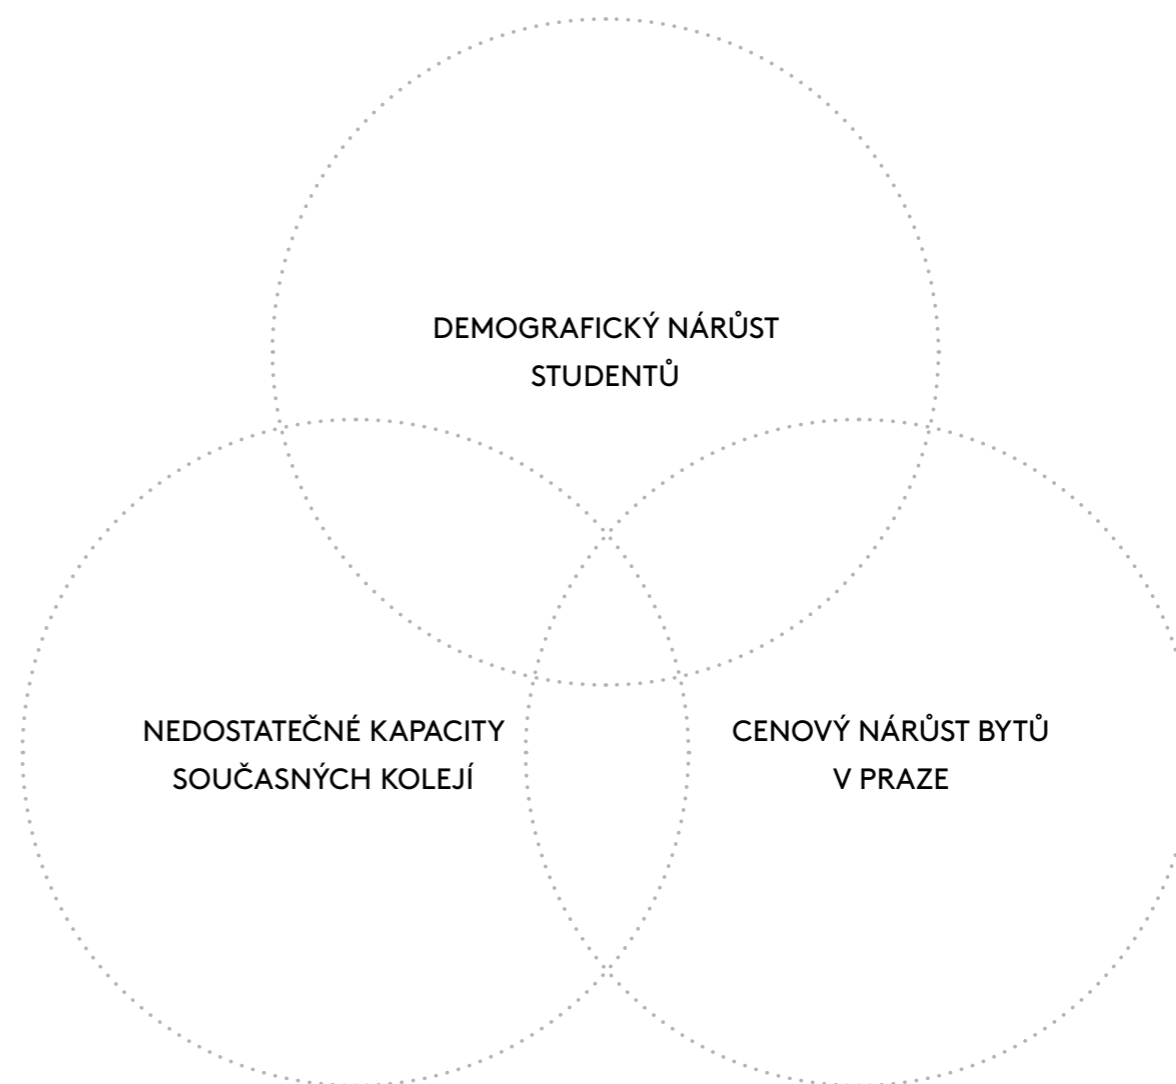 DEMOGRAFICKÝ NÁRŮST
STUDENTŮ
NEDOSTATEČNÉ KAPACITY
SOUČASNÝCH KOLEJÍ
CENOVÝ NÁRŮST BYTŮ
V PRAZE